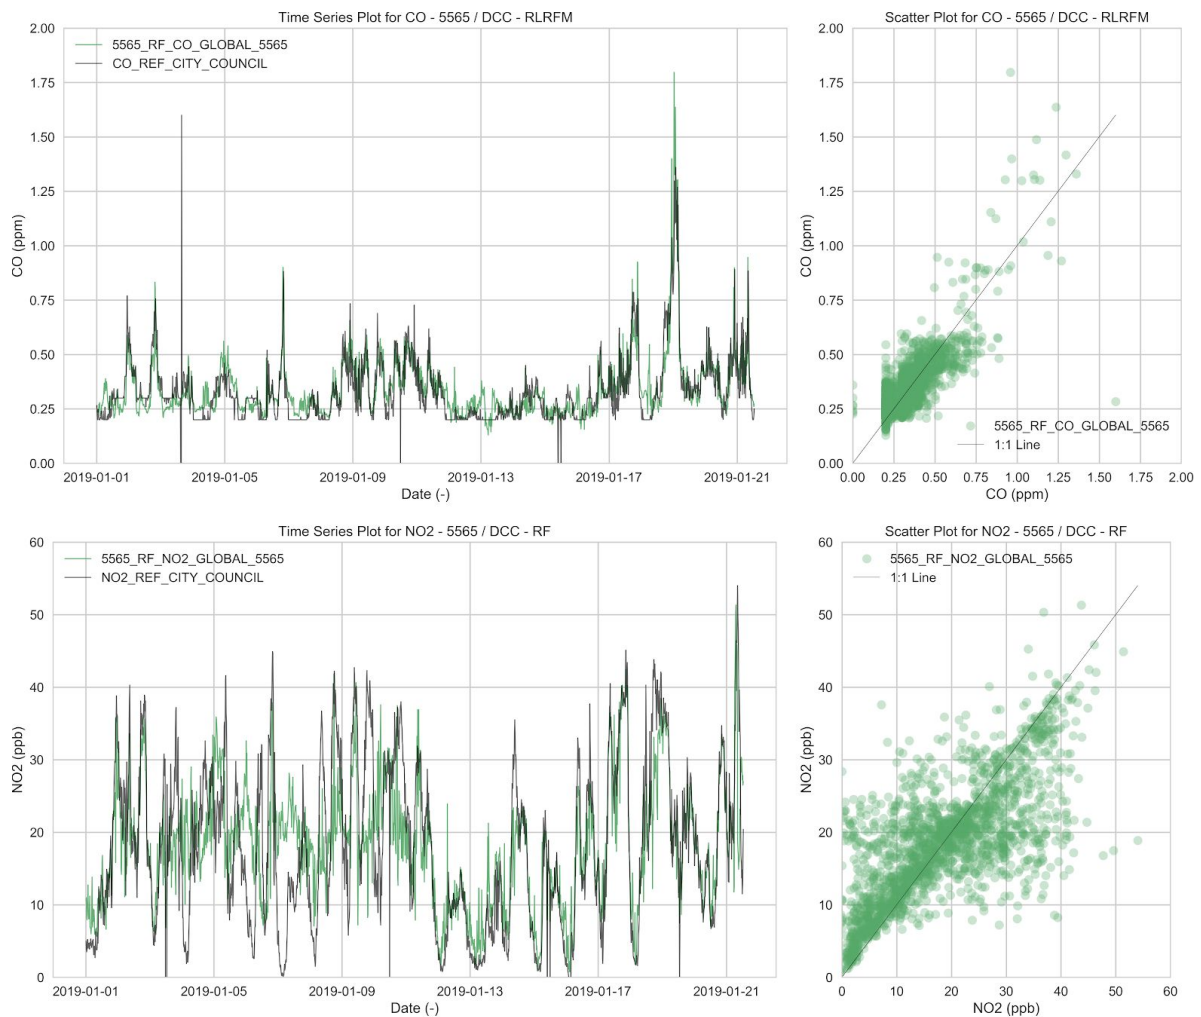 Time Series Plot for CO - 5565 / DCC - RLRFM
2.00
1.75
1.50
1.25
1.00
0.75
0.50
0.25
0.00
CO (ppm)
5565_RF_CO_GLOBAL_5565
CO_REF_CITY_COUNCIL
2019-01-01 2019-01-05 2019-01-09 2019-01-13 2019-01-17 2019-01-21
Date (-)
Scatter Plot for CO - 5565 / DCC - RLRFM
2.00
1.75
1.50
1.25
1.00
0.75
0.50
0.25
0.00
CO (ppm)
5565_RF_CO_GLOBAL_5565
1:1 Line
0.00 0.25 0.50 0.75 1.00 1.25 1.50 1.75 2.00
CO (ppm)
Time Series Plot for NO2 - 5565 / DCC - RF
60
50
40
30
20
10
0
NO2 (ppb)
5565_RF_NO2_GLOBAL_5565
NO2_REF_CITY_COUNCIL
2019-01-01 2019-01-05 2019-01-09 2019-01-13 2019-01-17 2019-01-21
Date (-)
Scatter Plot for NO2 - 5565 / DCC - RF
60
50
40
30
20
10
0
NO2 (ppb)
5565_RF_NO2_GLOBAL_5565
1:1 Line
0 10 20 30 40 50 60
NO2 (ppb)